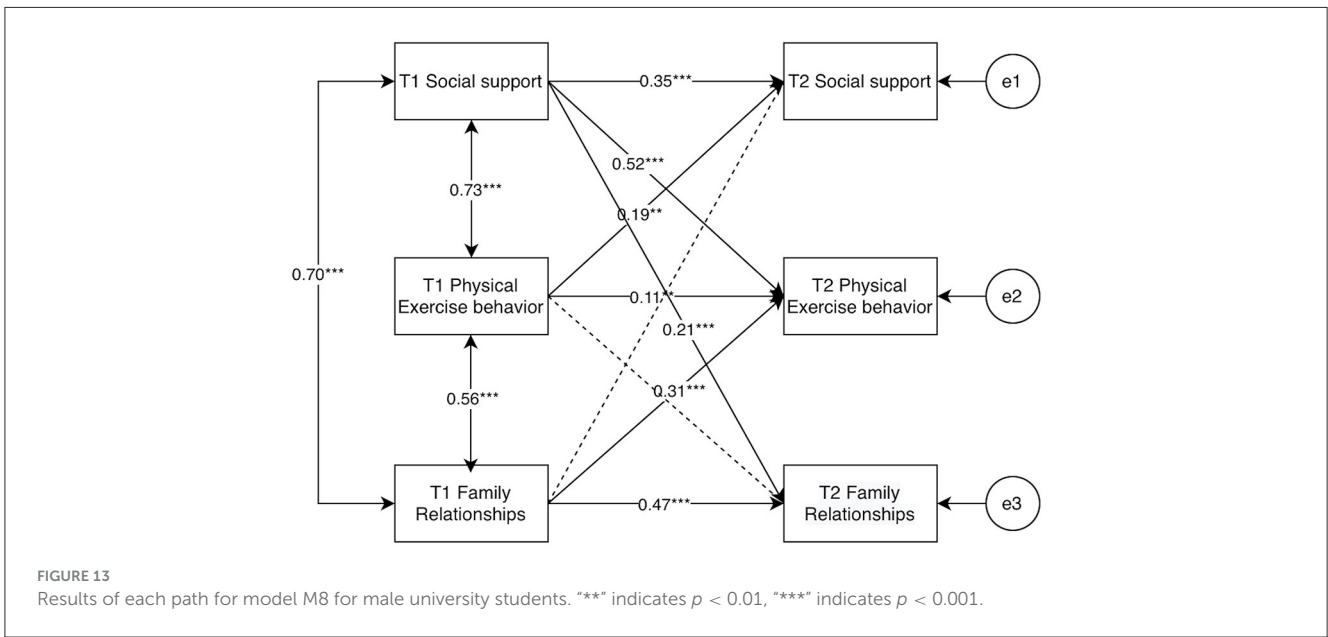 T1 Social support
0.35***
T2 Social support
e1
0.52***
0.73***
0.19**
0.70***
T1 Physical
Exercise behavior
0.11**
T2 Physical
Exercise behavior
e2
0.21***
0.56***
0.31***
T1 Family
Relationships
0.47***
T2 Family
Relationships
e3
FIGURE 13
Results of each path for model M8 for male university students. “**” indicates p < 0.01, “***” indicates p < 0.001.